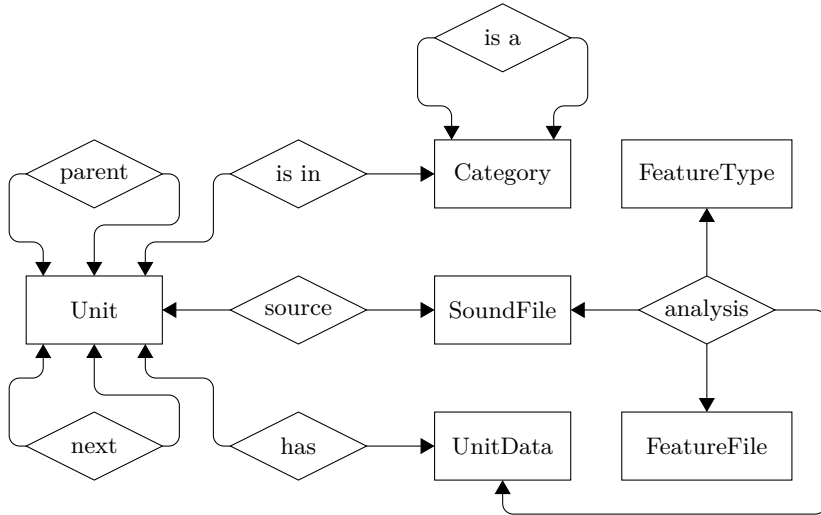 is a
parent
is in
Category
FeatureType
Unit
source
SoundFile
analysis
next
has
UnitData
FeatureFile